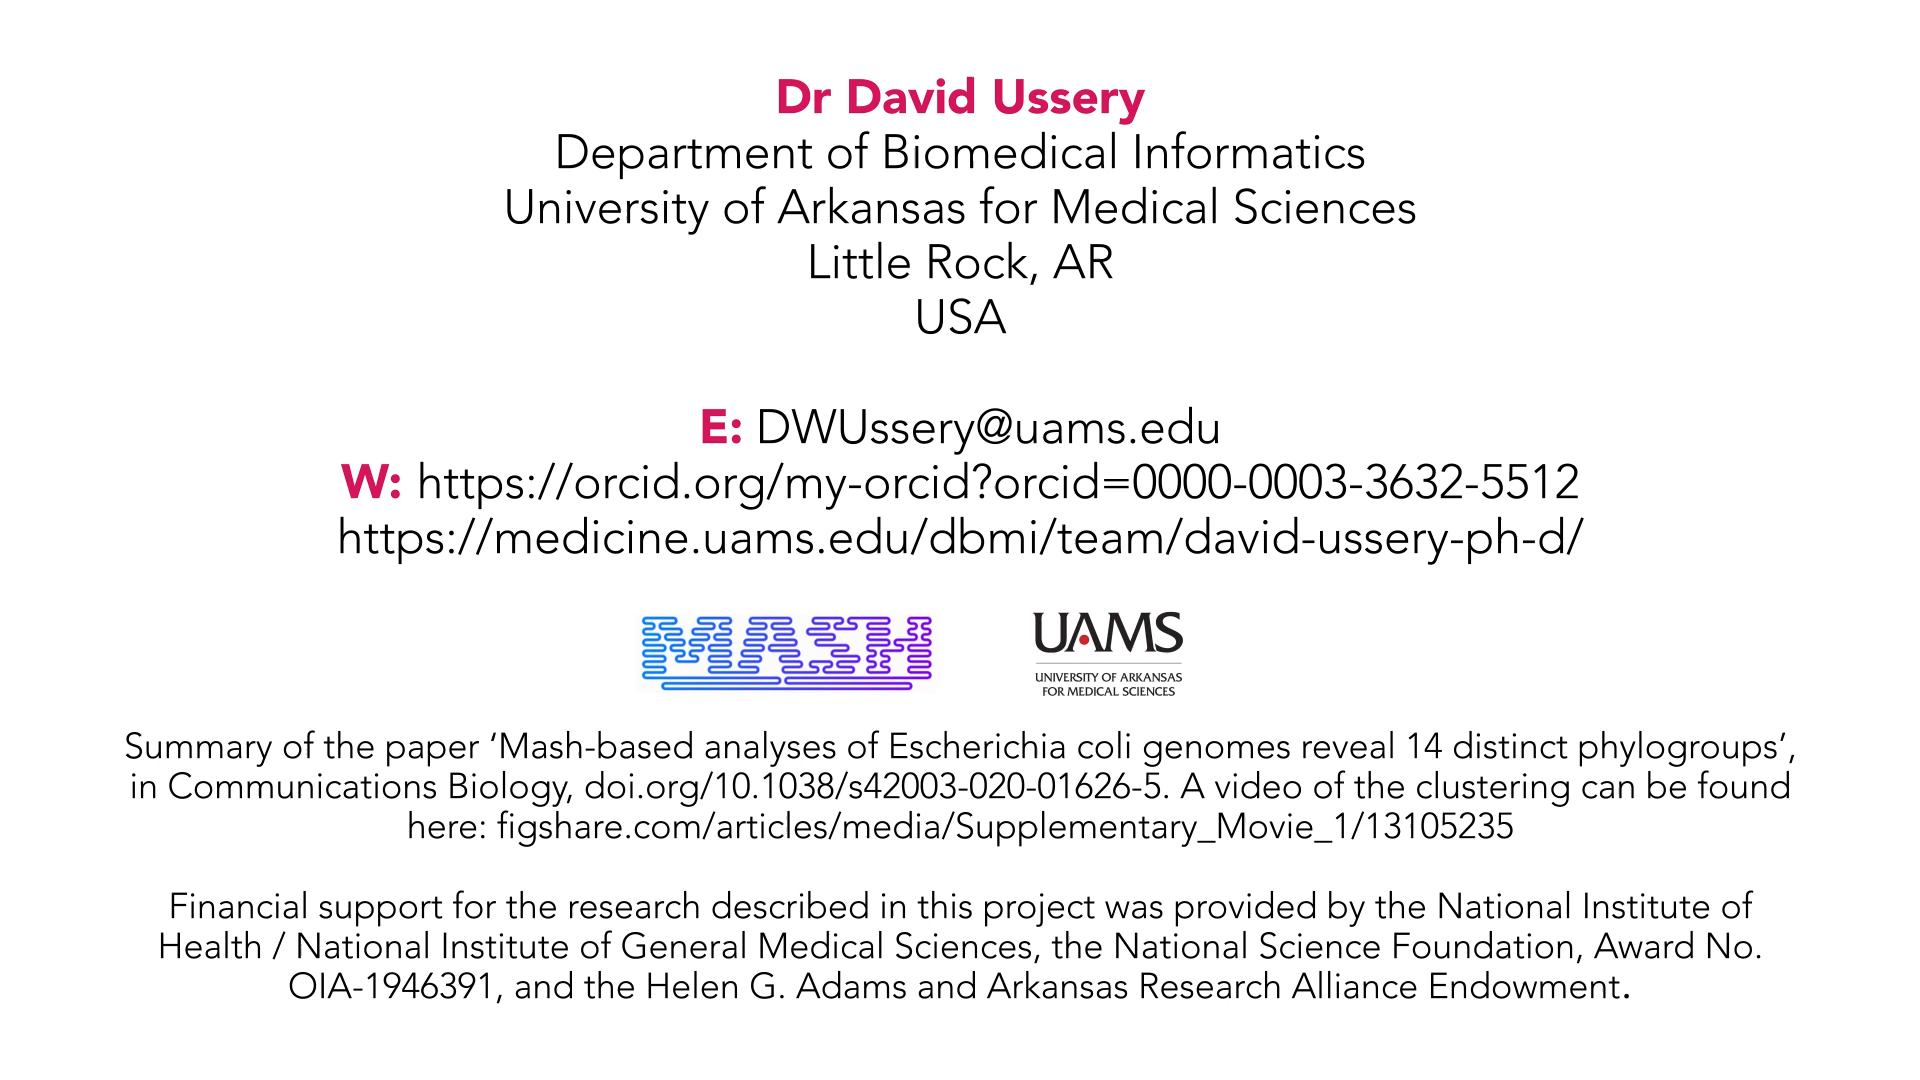 Dr David Ussery
Department of Biomedical Informatics
University of Arkansas for Medical Sciences
Little Rock, AR
USA
E: DWUssery@uams.edu
W: https://orcid.org/my-orcid?orcid=0000-0003-3632-5512
https://medicine.uams.edu/dbmi/team/david-ussery-ph-d/
MASH
UAMS
UNIVERSITY OF ARKANSAS
FOR MEDICAL SCIENCES
Summary of the paper ‘Mash-based analyses of Escherichia coli genomes reveal 14 distinct phylogroups’,
in Communications Biology, doi.org/10.1038/s42003-020-01626-5. A video of the clustering can be found
here: figshare.com/articles/media/Supplementary_Movie_1/13105235
Financial support for the research described in this project was provided by the National Institute of
Health / National Institute of General Medical Sciences, the National Science Foundation, Award No.
OIA-1946391, and the Helen G. Adams and Arkansas Research Alliance Endowment.